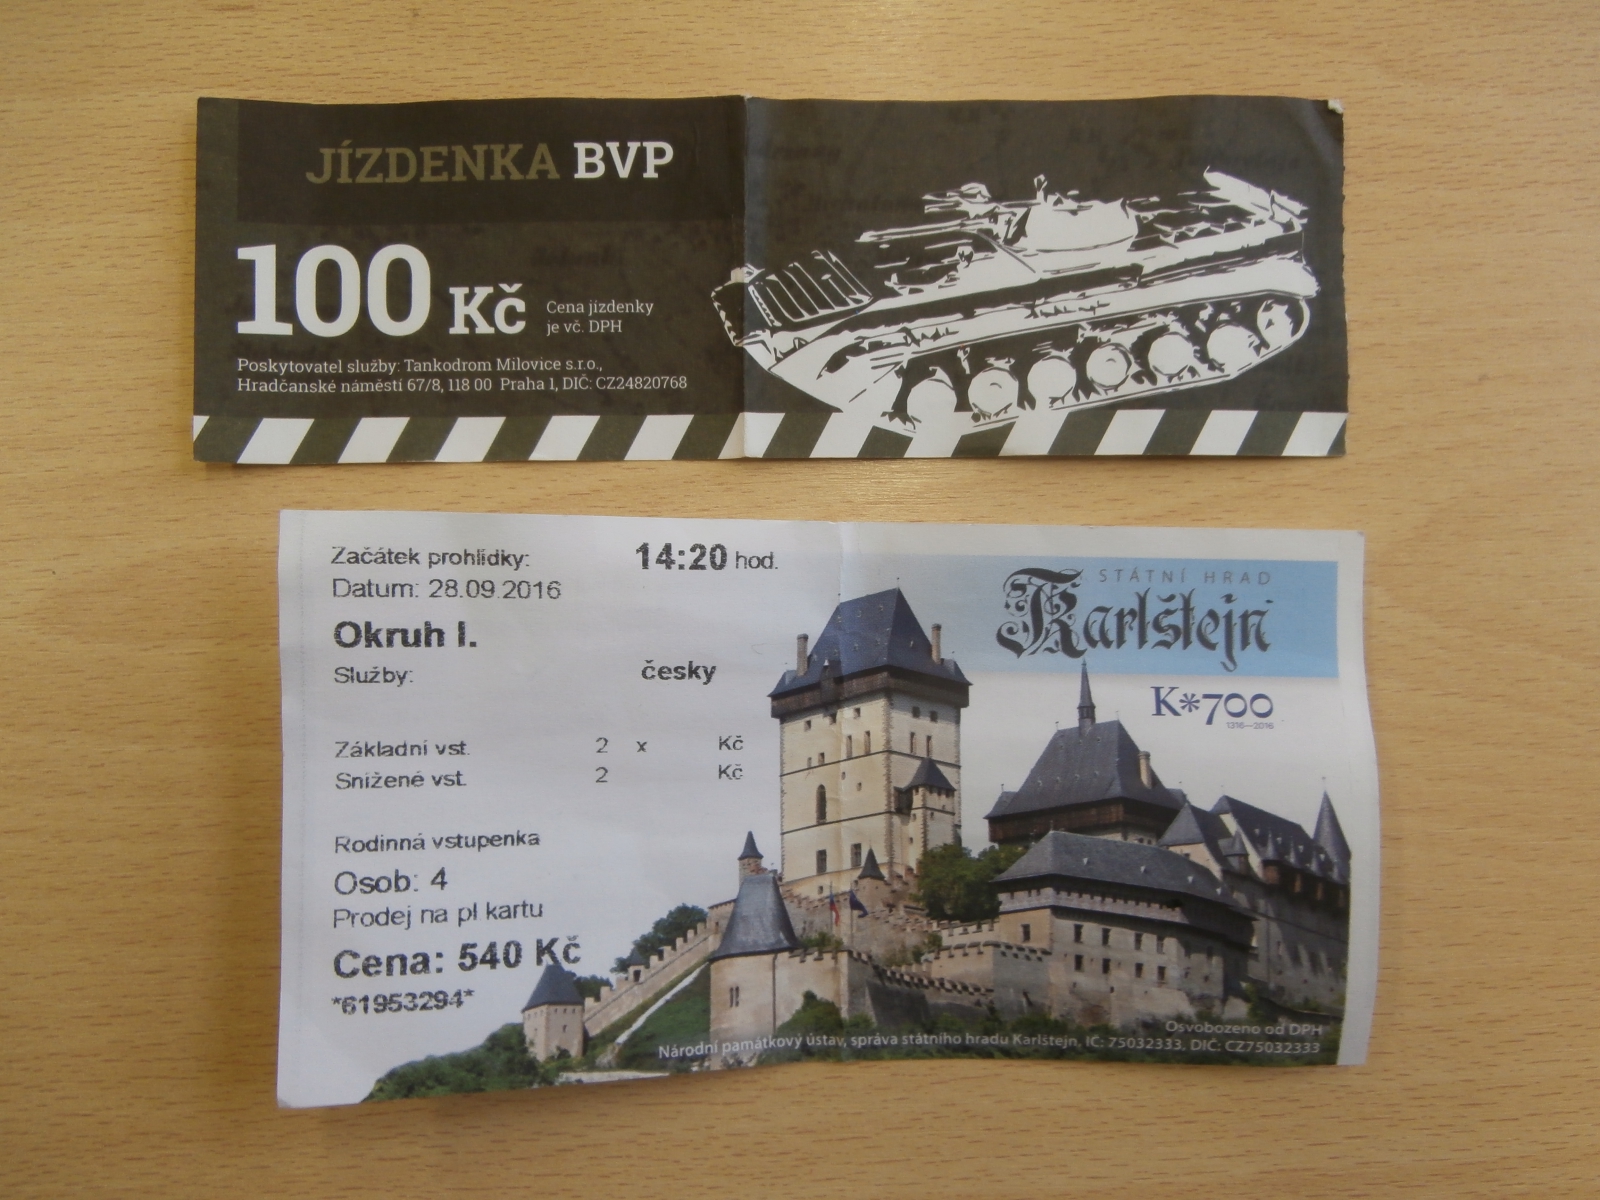 JÍZDENKA BVP
100 Kč
Cena jízdenky
je vč. DPH
Poskytovatel služby: Tankodrom Milovice s.r.o.,
Hradčanské náměstí 67/8, 118 00 Praha 1, DIČ: CZ24820768
Začátek prohlídky: 14:20 hod.
Datum: 28.09.2016
Okruh I.
Služby: česky
Základní vst. 2 x Kč
Snížené vst. 2 Kč
Rodinná vstupenka
Osob: 4
Prodej na pl kartu
Cena: 540 Kč
*61953294*
STÁTNÍ HRAD
Karlštejn
K*700
1316—2016
Osvobozeno od DPH
Národní památkový ústav, správa státního hradu Karlštejn, IČ: 75032333, DIČ: CZ75032333